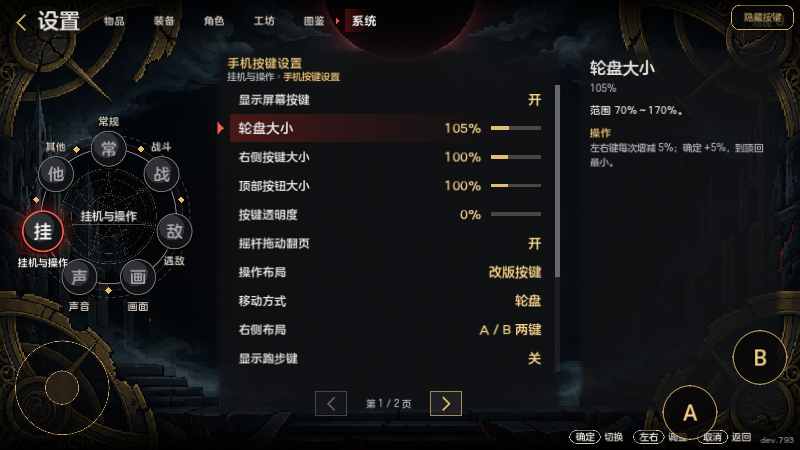 设置 物品 装备 角色 工坊 图鉴 系统
隐藏按键
手机按键设置
挂机与操作 › 手机按键设置
显示屏幕按键 开
轮盘大小 105%
右侧按键大小 100%
顶部按钮大小 100%
按键透明度 0%
摇杆拖动翻页 开
操作布局 改版按键
移动方式 轮盘
右侧布局 A / B 两键
显示跑步键 关
第 1 / 2 页
常规
其他
战斗
常
他
战
挂机与操作
挂
敌
挂机与操作
遇敌
声
画
声音
画面
轮盘大小
105%
范围 70% ~ 170%。
操作
左右键每次增减 5%；确定 +5%，到顶回
最小。
B
A
确定 切换 左右 调整 取消 返回 dev.793